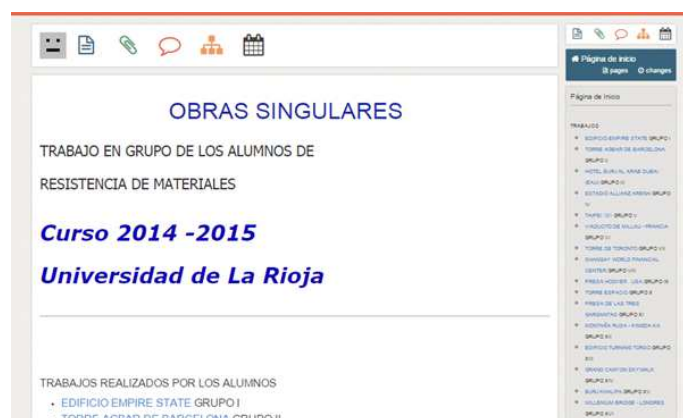 OBRAS SINGULARES
TRABAJO EN GRUPO DE LOS ALUMNOS DE
RESISTENCIA DE MATERIALES
Curso 2014 -2015
Universidad de La Rioja
TRABAJOS REALIZADOS POR LOS ALUMNOS
EDIFICIO EMPIRE STATE GRUPO I
TORRE AGBAR DE BARCELONA GRUPO II
Página de inicio
pages changes
Página de Inicio
TRABAJOS
EDIFICIO EMPIRE STATE GRUPO I
TORRE AGBAR DE BARCELONA
GRUPO II
HOTEL BURJ AL ARAB DUBAI
GRUPO III
ESTADIO ALLIANZ ARENA GRUPO
IV
GRUPO V
VIADUCTO DE MILLAU -FRANCIA
GRUPO VI
TORRE DE TORONTO GRUPO VII
SHANGAY WORLD FINANCIAL
CENTER GRUPO VIII
PRESA HOOVER - USA GRUPO IX
TORRE ESPACIO GRUPO X
PRESA DE LAS TRES
GARGANTAS GRUPO XI
MONTAÑA RUSA -
GRUPO XII
EDIFICIO TURNING TORSO GRUPO
XIII
GRAND CANYON SKYWALK
GRUPO XIV
BURJ KHALIFA GRUPO XV
MILLENIUM BRIDGE - LONDRES
GRUPO XVI